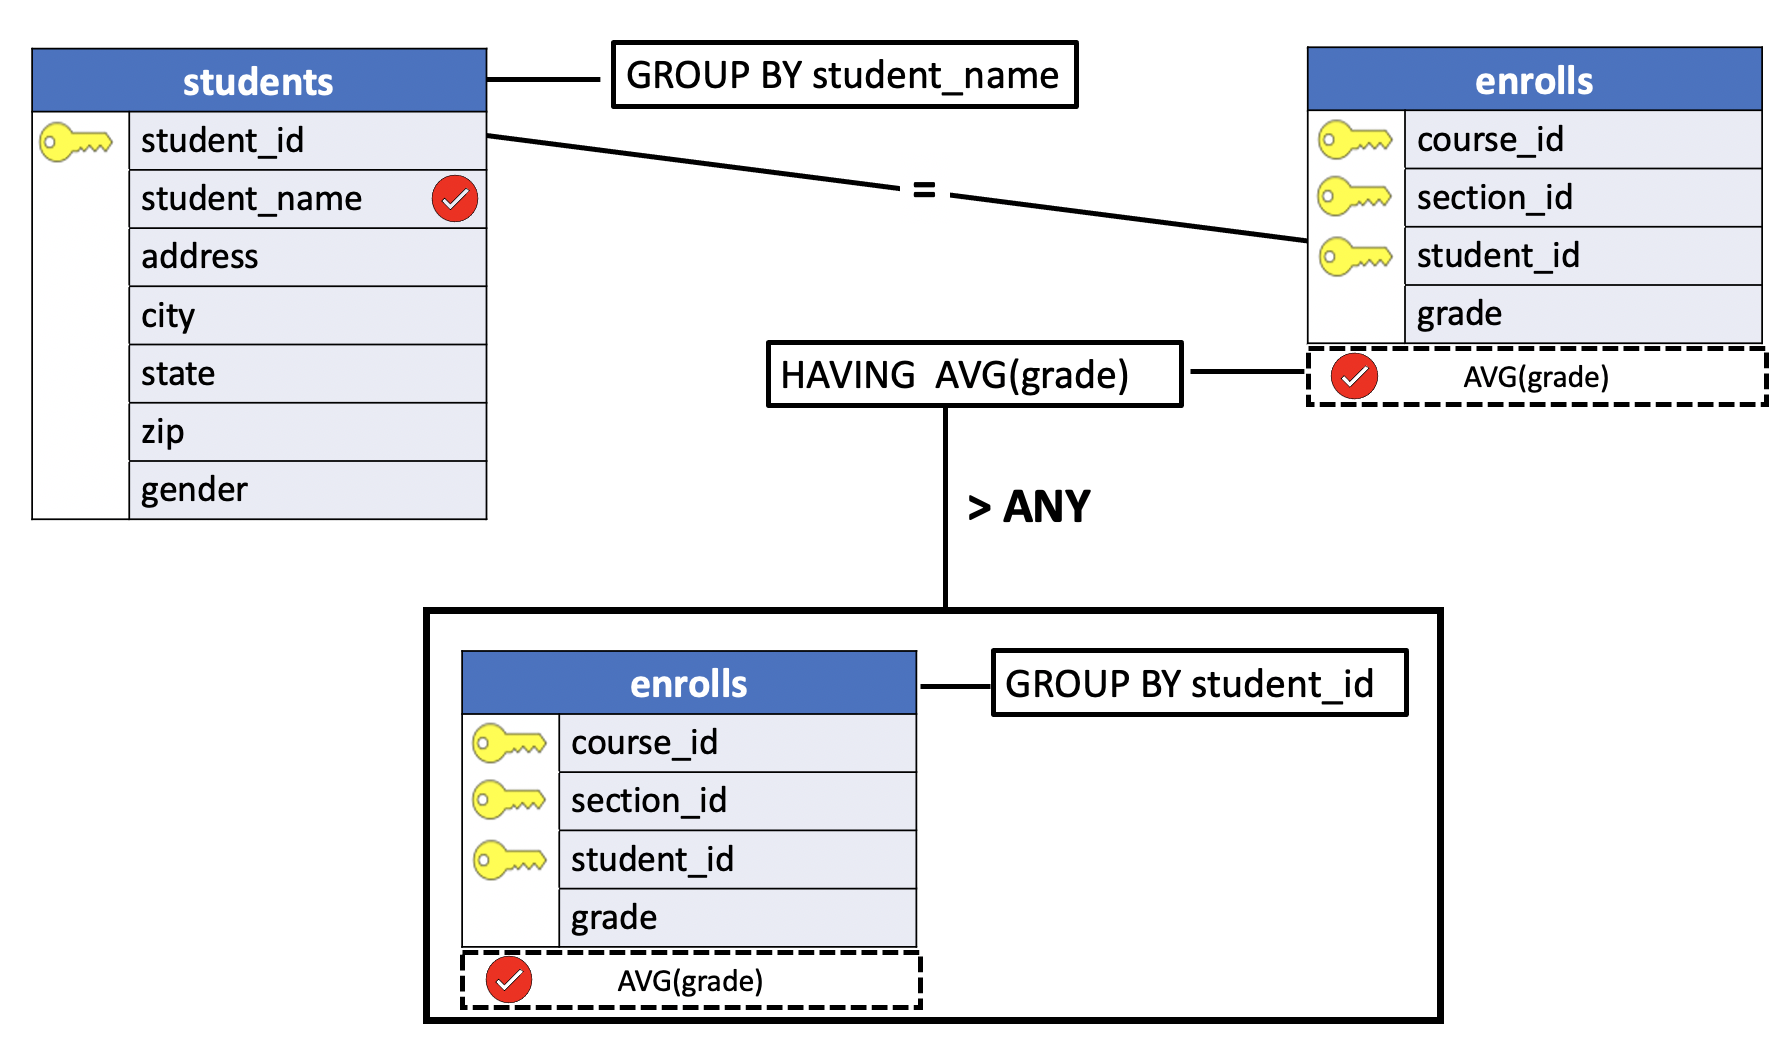 students
GROUP BY student_name
student_id
student_name
address
city
state
zip
gender
=
enrolls
course_id
section_id
student_id
grade
AVG(grade)
HAVING  AVG(grade)
> ANY
enrolls
GROUP BY student_id
course_id
section_id
student_id
grade
AVG(grade)